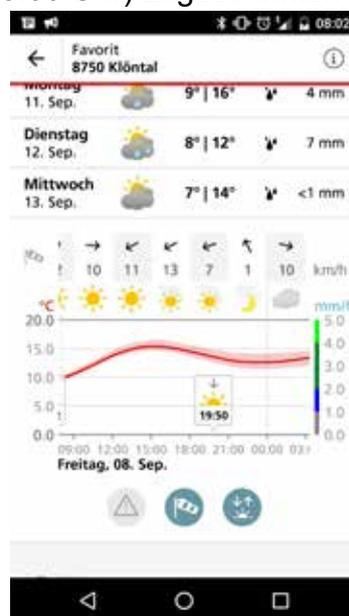 08:02
Favorit
8750 Klöntal
Montag
11. Sep.
9° | 16°
4 mm
Dienstag
12. Sep.
8° | 12°
7 mm
Mittwoch
13. Sep.
7° | 14°
<1 mm
10 11 13 7 1 10 km/h
°C
20.0
15.0
10.0
5.0
0.0
5.0
4.0
3.0
2.0
1.0
0.0
19:50
09:00 12:00 15:00 18:00 21:00 00:00
Freitag, 08. Sep.